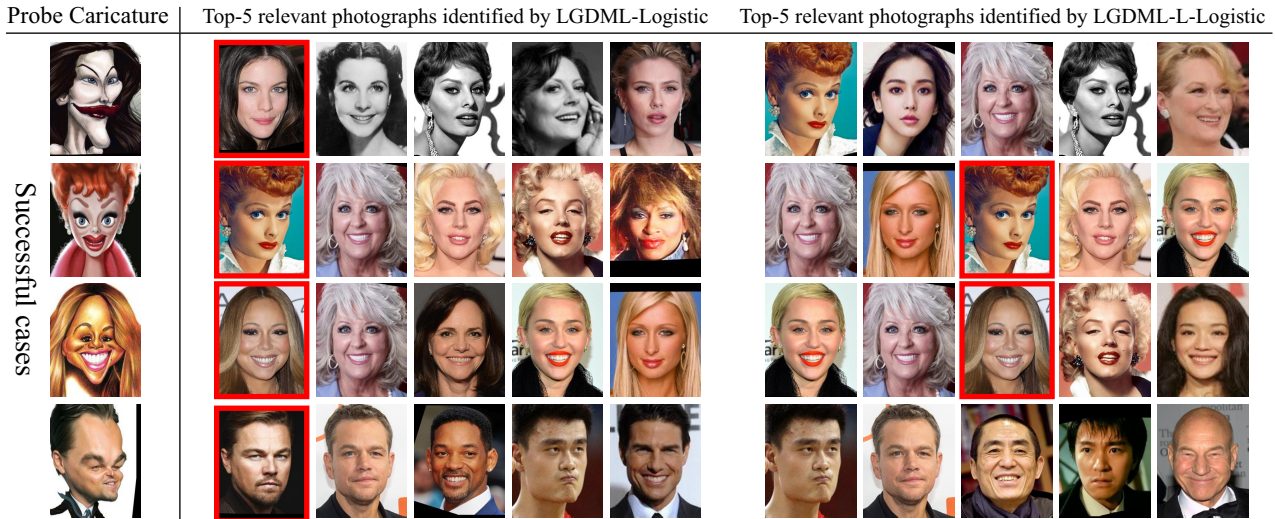 Probe Caricature
Top-5 relevant photographs identified by LGDML-Logistic
Top-5 relevant photographs identified by LGDML-L-Logistic
Successful cases